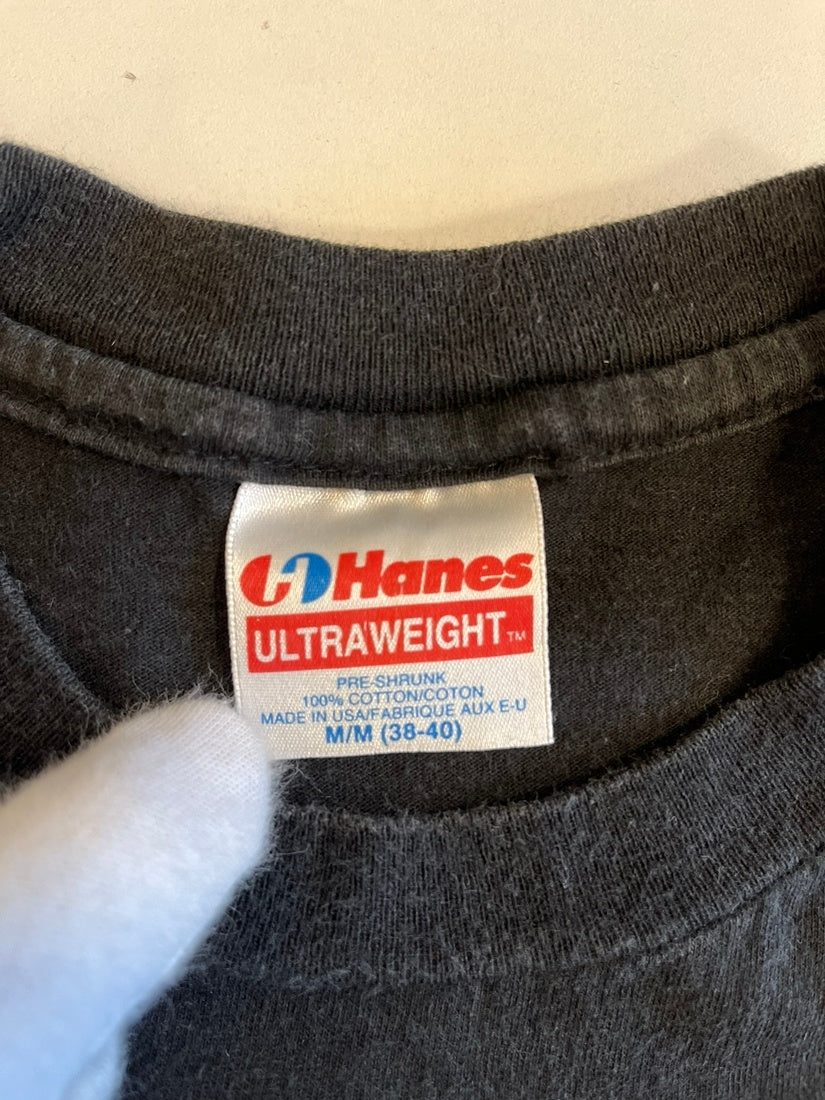 Hanes
ULTRAWEIGHT™
PRE-SHRUNK
100% COTTON/COTON
MADE IN USA/FABRIQUE AUX E-U
M/M (38-40)